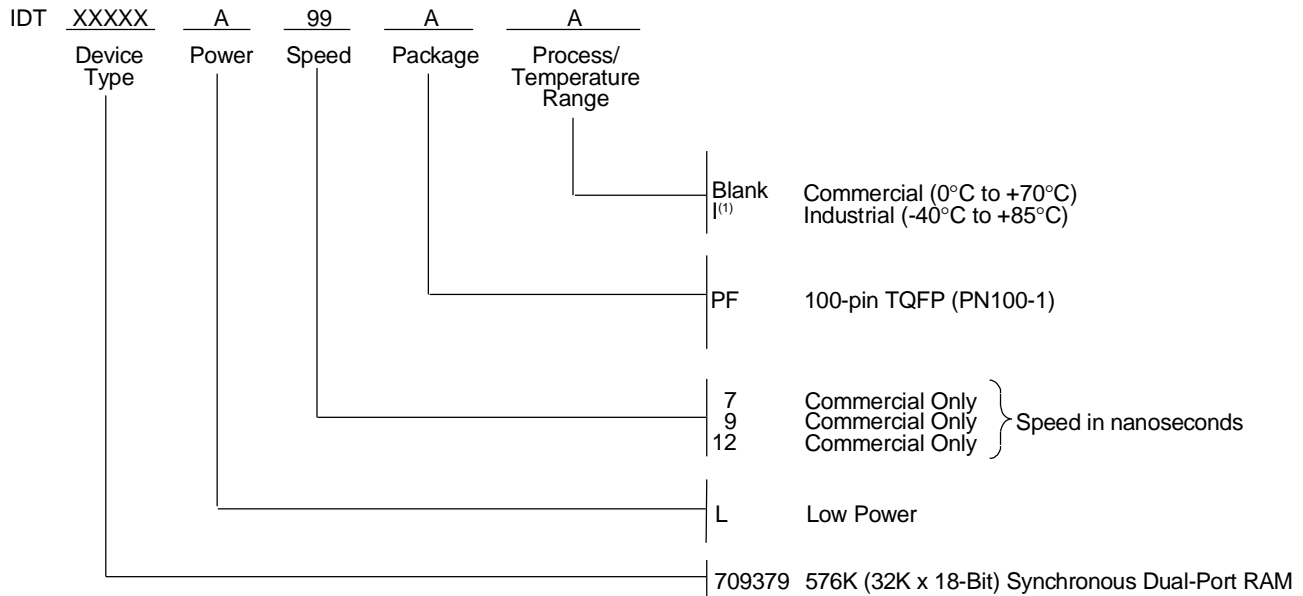 IDT XXXXX A 99 A A
Device Type Power Speed Package Process/ Temperature Range
Blank Commercial (0°C to +70°C)
I(1) Industrial (-40°C to +85°C)
PF 100-pin TQFP (PN100-1)
7 Commercial Only
9 Commercial Only Speed in nanoseconds
12 Commercial Only
L Low Power
709379 576K (32K x 18-Bit) Synchronous Dual-Port RAM